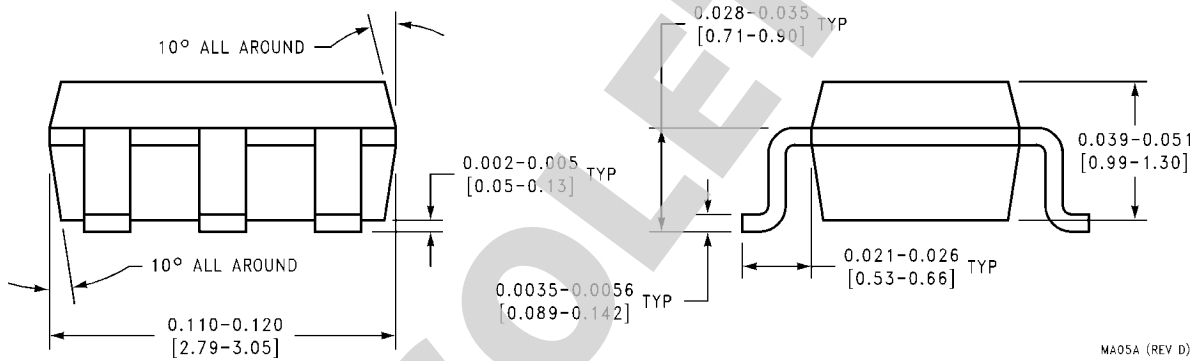 10° ALL AROUND
0.028-0.035 TYP
[0.71-0.90]
0.002-0.005 TYP
[0.05-0.13]
0.039-0.051
[0.99-1.30]
10° ALL AROUND
0.021-0.026 TYP
[0.53-0.66]
0.0035-0.0056 TYP
[0.089-0.142]
0.110-0.120
[2.79-3.05]
MA05A (REV D)